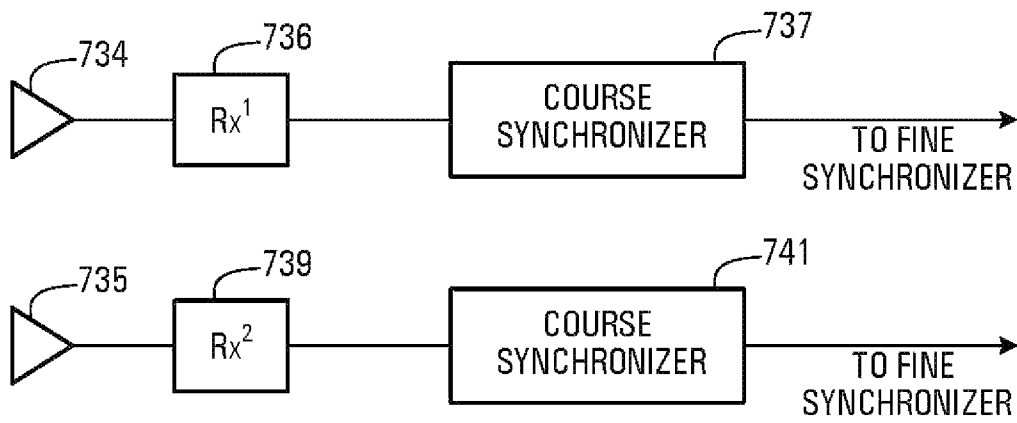 734
736
737
Rx¹
COURSE
SYNCHRONIZER
TO FINE
SYNCHRONIZER
735
739
741
Rx²
COURSE
SYNCHRONIZER
TO FINE
SYNCHRONIZER